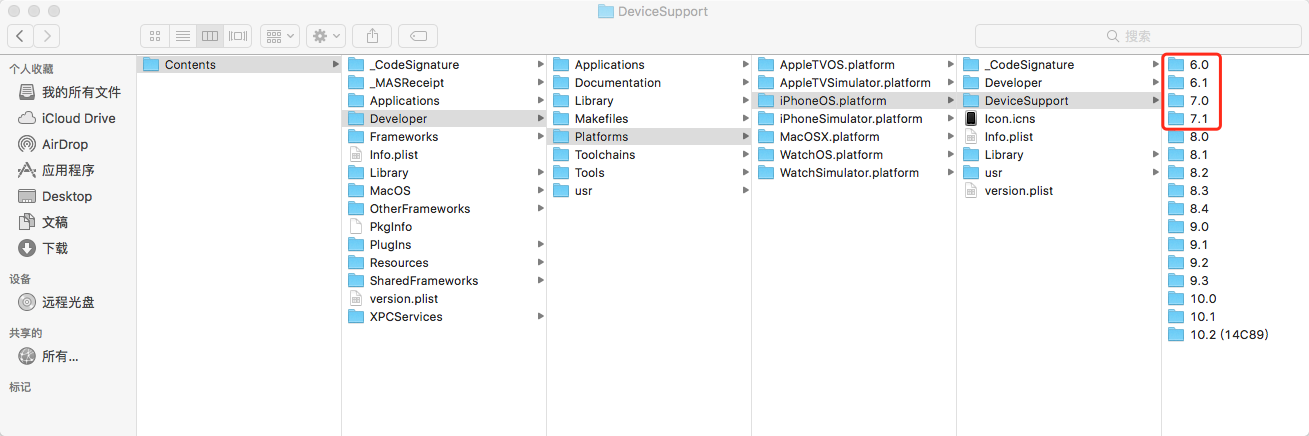 DeviceSupport
搜索
个人收藏
我的所有文件
iCloud Drive
AirDrop
应用程序
Desktop
文稿
下载
设备
远程光盘
共享的
所有...
标记
Contents
_CodeSignature
_MASReceipt
Applications
Developer
Frameworks
Info.plist
Library
MacOS
OtherFrameworks
PkgInfo
PlugIns
Resources
SharedFrameworks
version.plist
XPCServices
Applications
Documentation
Library
Makefiles
Platforms
Toolchains
Tools
usr
AppleTVOS.platform
AppleTVSimulator.platform
iPhoneOS.platform
iPhoneSimulator.platform
MacOSX.platform
WatchOS.platform
WatchSimulator.platform
_CodeSignature
Developer
DeviceSupport
Icon.icns
Info.plist
Library
usr
version.plist
6.0
6.1
7.0
7.1
8.0
8.1
8.2
8.3
8.4
9.0
9.1
9.2
9.3
10.0
10.1
10.2 (14C89)